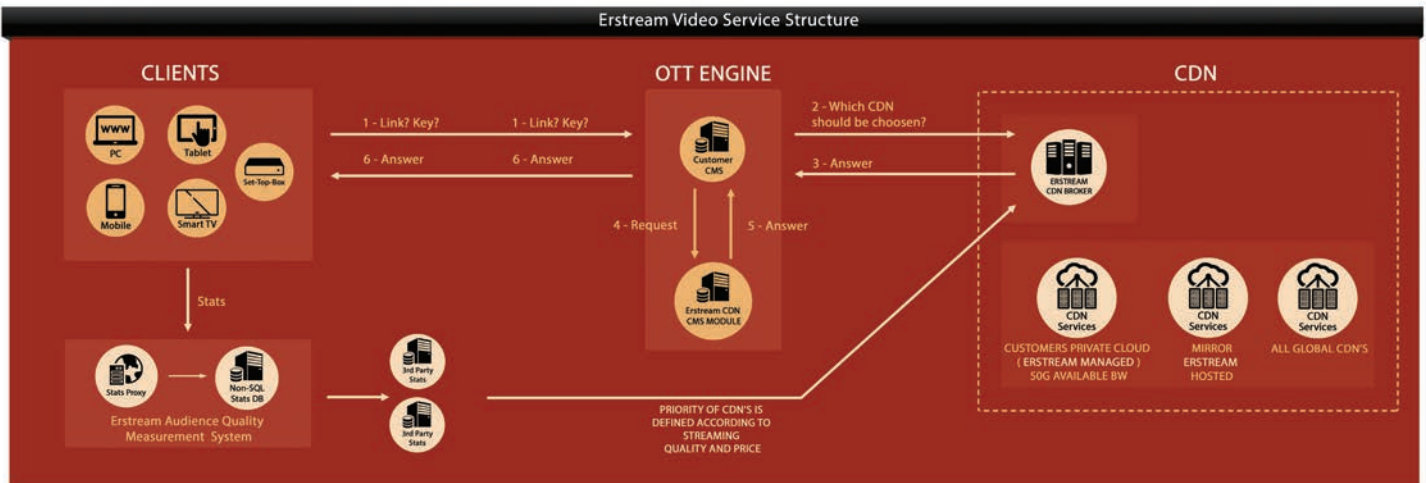 Erstream Video Service Structure
CLIENTS
WWW
PC
Tablet
Set-Top-Box
Mobile
Smart TV
1 - Link? Key?
1 - Link? Key?
6 - Answer
6 - Answer
OTT ENGINE
Customer
CMS
4 - Request
5 - Answer
Erstream CDN
CMS MODULE
2 - Which CDN
should be choosen?
3 - Answer
CDN
ERSTREAM
CDN BROKER
CDN
Services
CUSTOMERS PRIVATE CLOUD
( ERSTREAM MANAGED )
50G AVAILABLE BW
CDN
Services
MIRROR
ERSTREAM
HOSTED
CDN
Services
ALL GLOBAL CDN'S
Stats
Stats Proxy
Non-SQL
Stats DB
Erstream Audience Quality
Measurement System
3rd Party
Stats
3rd Party
Stats
PRIORITY OF CDN'S IS
DEFINED ACCORDING TO
STREAMING
QUALITY AND PRICE